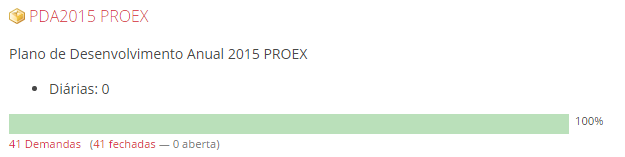 PDA2015 PROEX
Plano de Desenvolvimento Anual 2015 PROEX
• Diárias: 0
100%
41 Demandas (41 fechadas — 0 aberta)